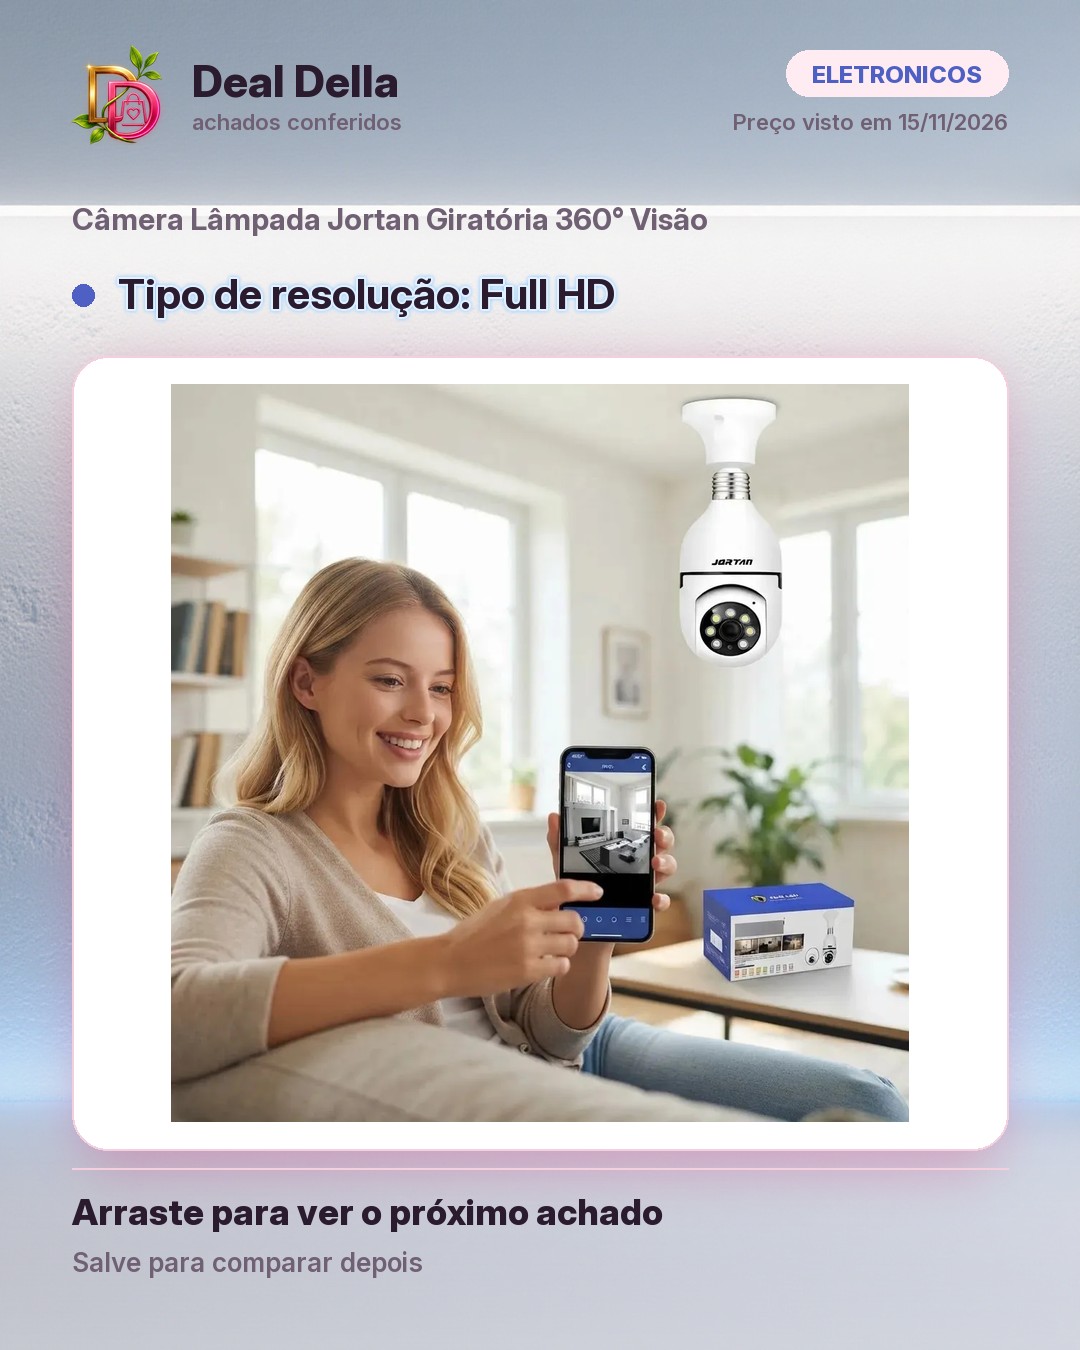 Deal Della
achados conferidos
ELETRONICOS
Preço visto em 15/11/2026
Câmera Lâmpada Jortan Giratória 360° Visão
Tipo de resolução: Full HD
JORTAN
Arraste para ver o próximo achado
Salve para comparar depois